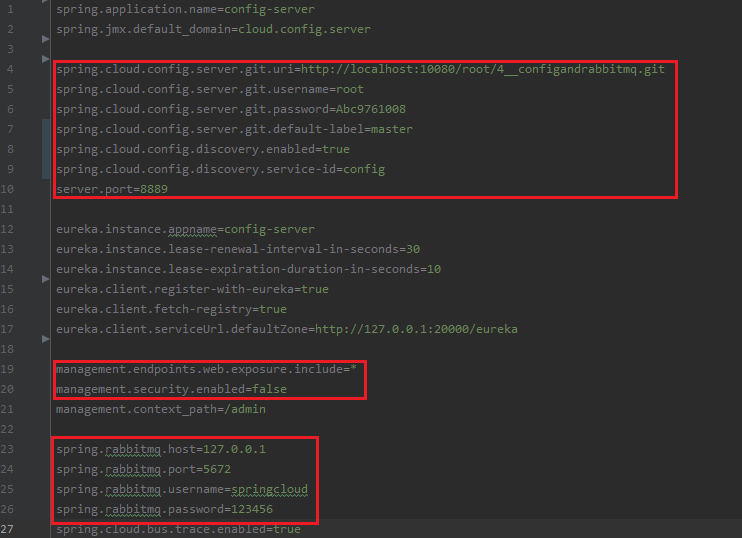 1 spring.application.name=config-server
2 spring.jmx.default_domain=cloud.config.server
3
4 spring.cloud.config.server.git.uri=http://localhost:10080/root/4__configandrabbitmq.git
5 spring.cloud.config.server.git.username=root
6 spring.cloud.config.server.git.password=Abc9761008
7 spring.cloud.config.server.git.default-label=master
8 spring.cloud.config.discovery.enabled=true
9 spring.cloud.config.discovery.service-id=config
10 server.port=8889
11
12 eureka.instance.appname=config-server
13 eureka.instance.lease-renewal-interval-in-seconds=30
14 eureka.instance.lease-expiration-duration-in-seconds=10
15 eureka.client.register-with-eureka=true
16 eureka.client.fetch-registry=true
17 eureka.client.serviceUrl.defaultZone=http://127.0.0.1:20000/eureka
18
19 management.endpoints.web.exposure.include=*
20 management.security.enabled=false
21 management.context_path=/admin
22
23 spring.rabbitmq.host=127.0.0.1
24 spring.rabbitmq.port=5672
25 spring.rabbitmq.username=springcloud
26 spring.rabbitmq.password=123456
27 spring.cloud.bus.trace.enabled=true